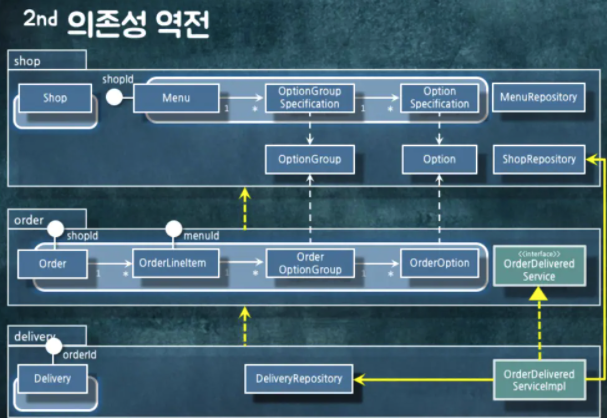 2nd 의존성 역전
shop
shopId
Shop
Menu
1
*
OptionGroup
Specification
1
*
Option
Specification
MenuRepository
OptionGroup
Option
ShopRepository
order
shopId
menuId
Order
1
*
OrderLineItem
1
*
Order
OptionGroup
1
*
OrderOption
<<interface>>
OrderDelivered
Service
delivery
orderId
Delivery
DeliveryRepository
OrderDelivered
ServiceImpl